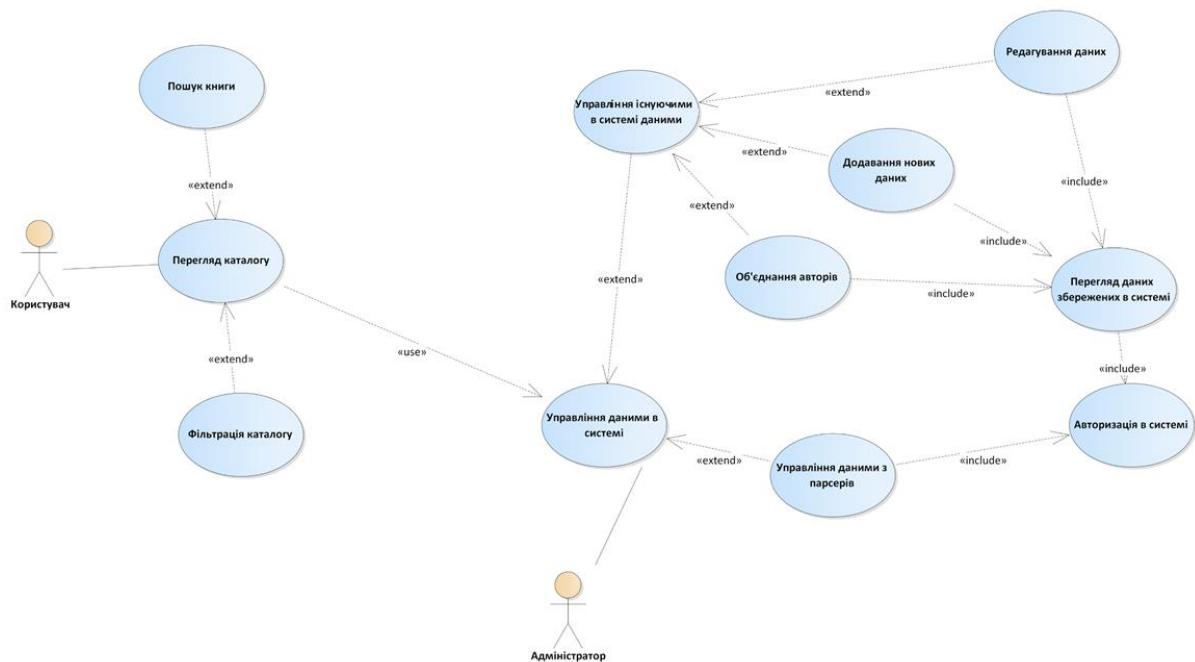 Пошук книги
«extend»
Користувач
Перегляд каталогу
«extend»
Фільтрація каталогу
«use»
Управління існуючими
в системі даними
«extend»
Редагування даних
«extend»
Додавання нових
даних
«extend»
Об'єднання авторів
«include»
«include»
«include»
Перегляд даних
збережених в системі
«extend»
«include»
Управління даними в
системі
«extend»
Управління даними з
парсерів
«include»
Авторизація в системі
Адміністратор